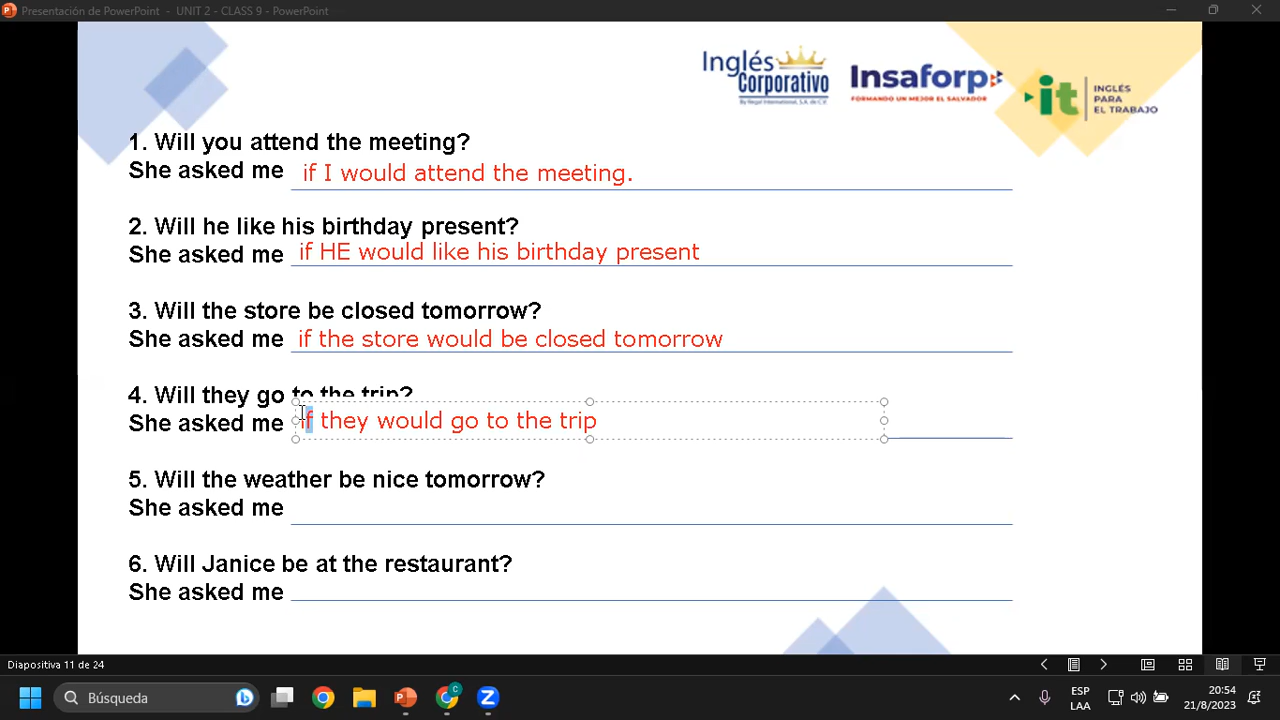 Presentación de PowerPoint - UNIT 2 - CLASS 9 - PowerPoint
Inglés Corporativo
By Regal International, S.A. de C.V.
Insaforp
FORMANDO UN MEJOR EL SALVADOR
it INGLÉS PARA EL TRABAJO
1. Will you attend the meeting?
She asked me if I would attend the meeting.
2. Will he like his birthday present?
She asked me if HE would like his birthday present
3. Will the store be closed tomorrow?
She asked me if the store would be closed tomorrow
4. Will they go to the trip?
She asked me if they would go to the trip
5. Will the weather be nice tomorrow?
She asked me
6. Will Janice be at the restaurant?
She asked me
Diapositiva 11 de 24
Búsqueda
ESP
LAA
20:54
21/8/2023